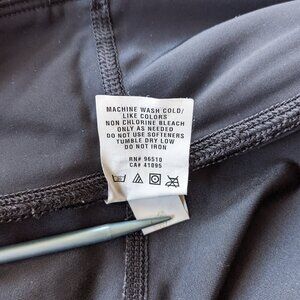 MACHINE WASH COLD/
LIKE COLORS
NON CHLORINE BLEACH
ONLY AS NEEDED
DO NOT USE SOFTENERS
TUMBLE DRY LOW
DO NOT IRON
RN# 96510
CA# 41095